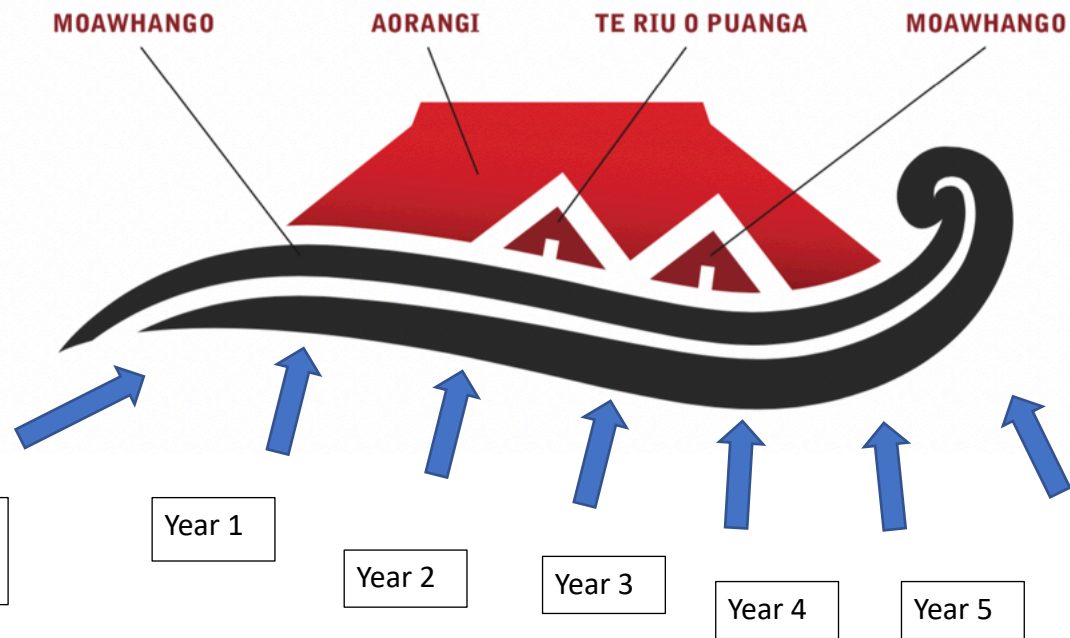 MOAWHANGO AORANGI TE RIU O PUANGA MOAWHANGO
Year 1
Year 2
Year 3
Year 4
Year 5